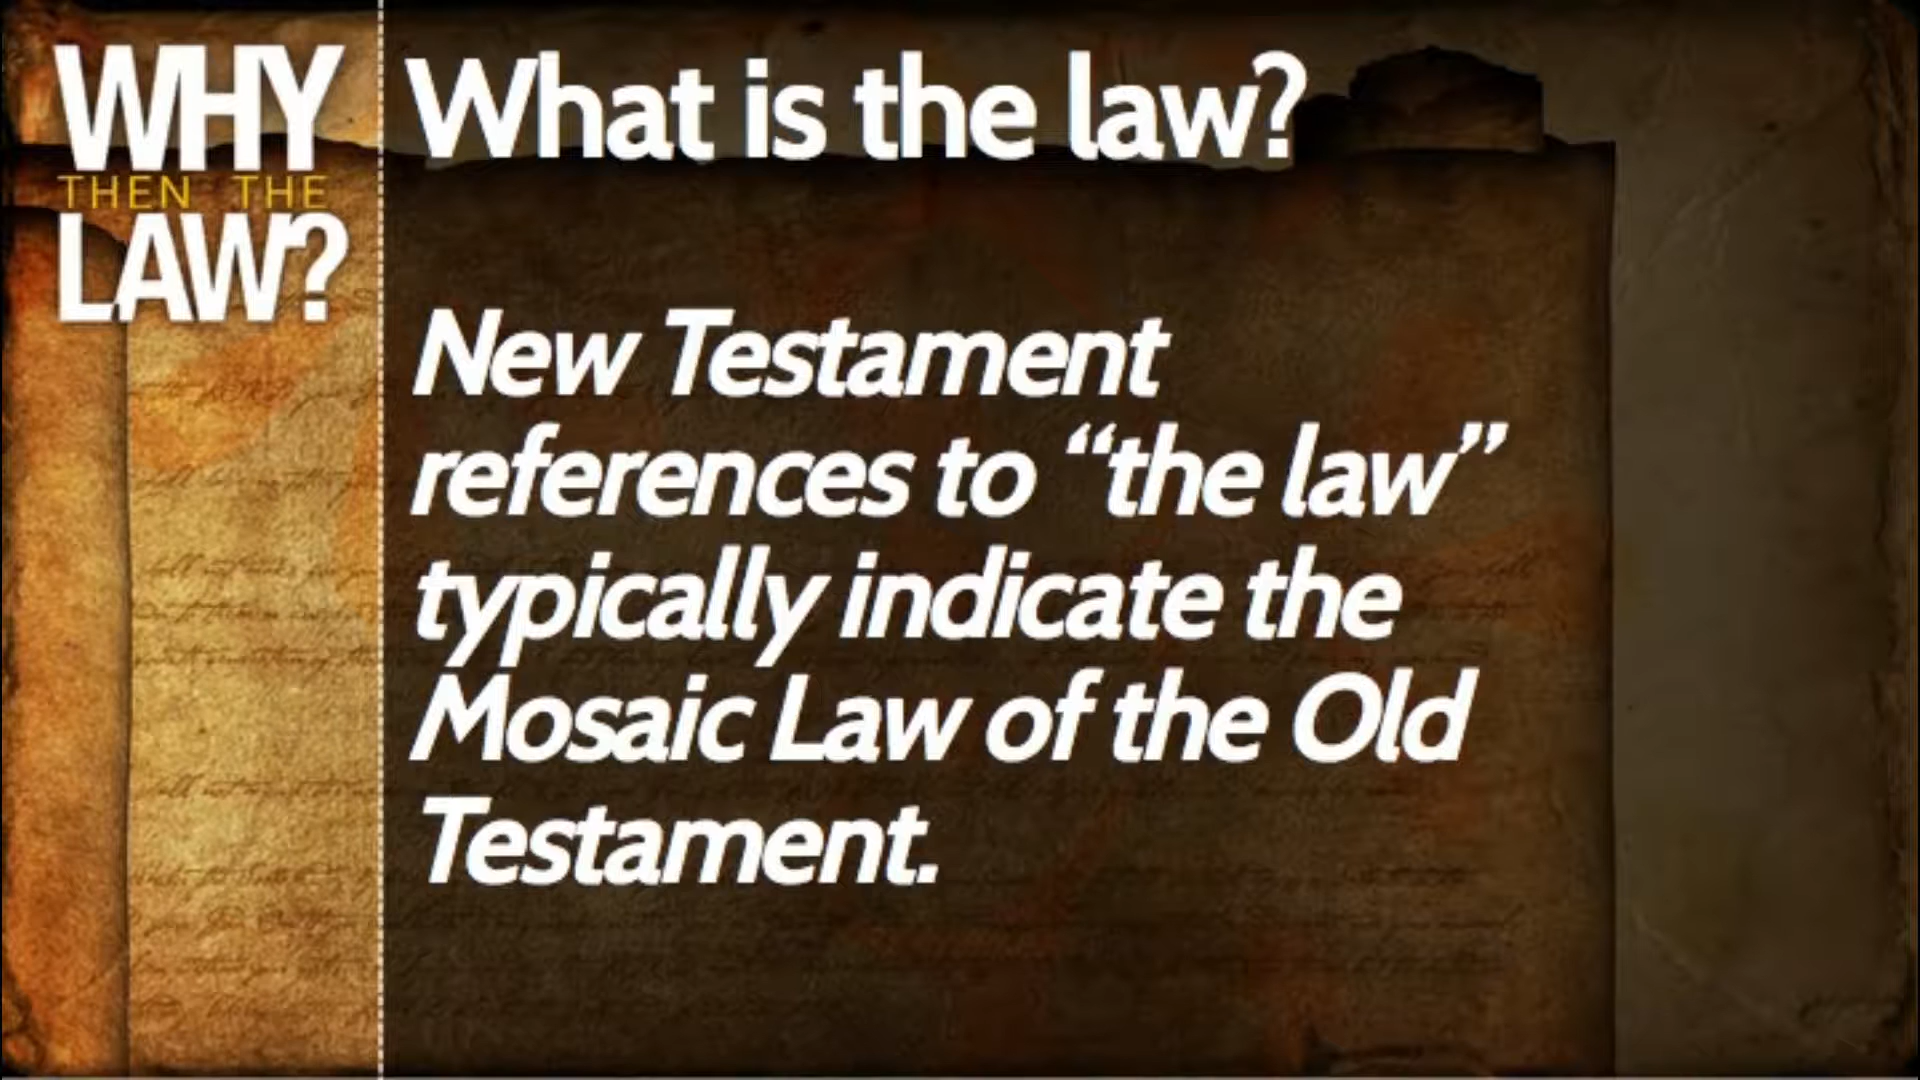 WHY
THEN THE
LAW?
What is the law?
New Testament
references to “the law”
typically indicate the
Mosaic Law of the Old
Testament.